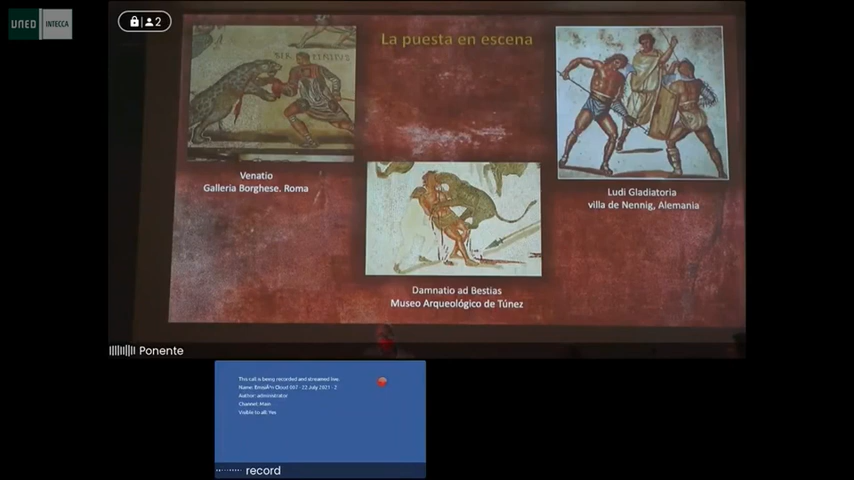 UNED INTECCA
2
La puesta en escena
Venatio
Galleria Borghese. Roma
Ludi Gladiatoria
villa de Nennig, Alemania
Damnatio ad Bestias
Museo Arqueológico de Túnez
Ponente
This call is being recorded and streamed live.
Author: administrator
Channel: Main
Visible to all: Yes
record